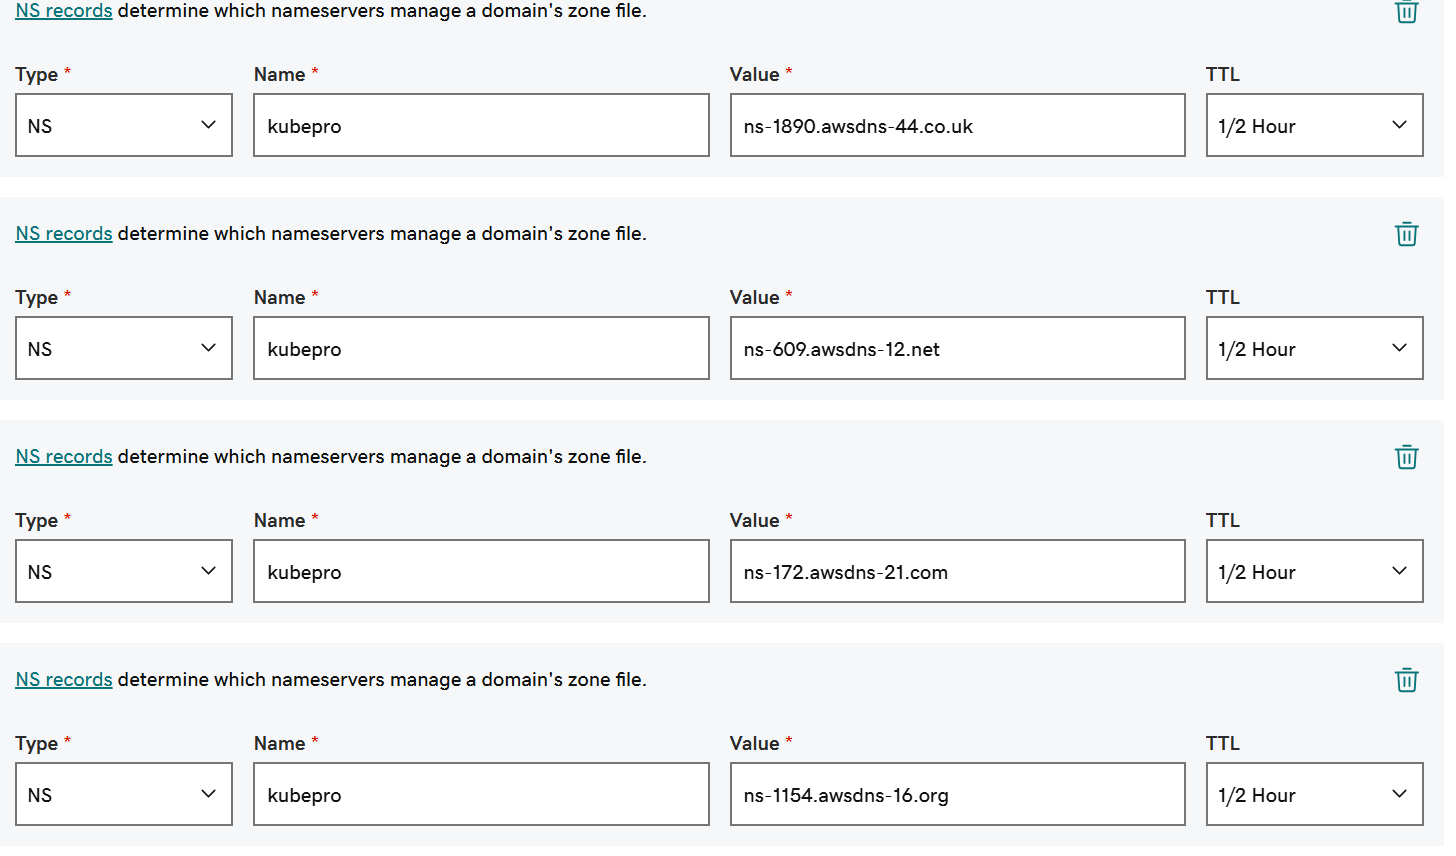 NS records determine which nameservers manage a domain's zone file.
Type * Name * Value * TTL
NS kubepro ns-1890.awsdns-44.co.uk 1/2 Hour
NS records determine which nameservers manage a domain's zone file.
Type * Name * Value * TTL
NS kubepro ns-609.awsdns-12.net 1/2 Hour
NS records determine which nameservers manage a domain's zone file.
Type * Name * Value * TTL
NS kubepro ns-172.awsdns-21.com 1/2 Hour
NS records determine which nameservers manage a domain's zone file.
Type * Name * Value * TTL
NS kubepro ns-1154.awsdns-16.org 1/2 Hour